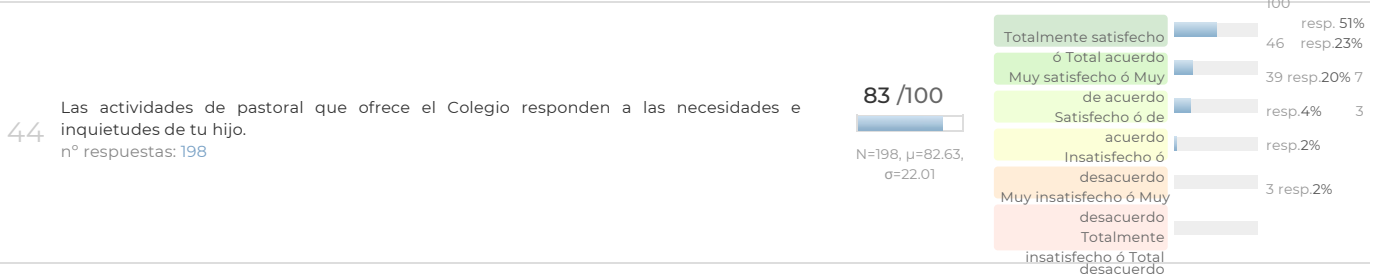 44
Las actividades de pastoral que ofrece el Colegio responden a las necesidades e
inquietudes de tu hijo.
nº respuestas: 198
83 /100
N=198, µ=82.63,
σ=22.01
Totalmente satisfecho
ó Total acuerdo
Muy satisfecho ó Muy
de acuerdo
Satisfecho ó de
acuerdo
Insatisfecho ó
desacuerdo
Muy insatisfecho ó Muy
desacuerdo
Totalmente
insatisfecho ó Total
desacuerdo
100
resp. 51%
46 resp.23%
39 resp.20% 7
resp.4% 3
resp.2%
3 resp.2%